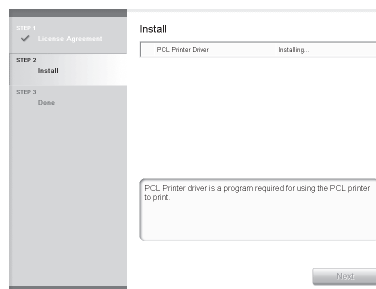 STEP 1
License Agreement
STEP 2
Install
STEP 3
Done
Install
PCL Printer Driver Installing...
PCL Printer driver is a program required for using the PCL printer
to print.
Next